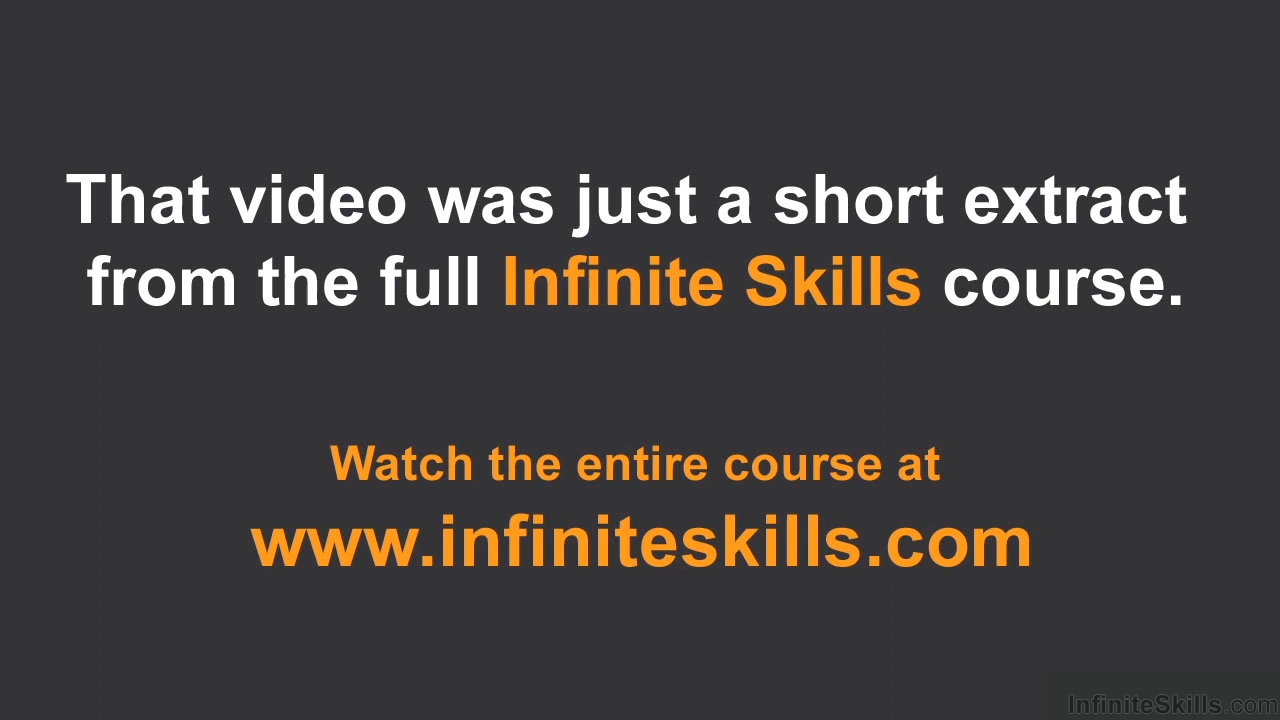 That video was just a short extract
from the full Infinite Skills course.
Watch the entire course at
www.infiniteskills.com
InfiniteSkills.com